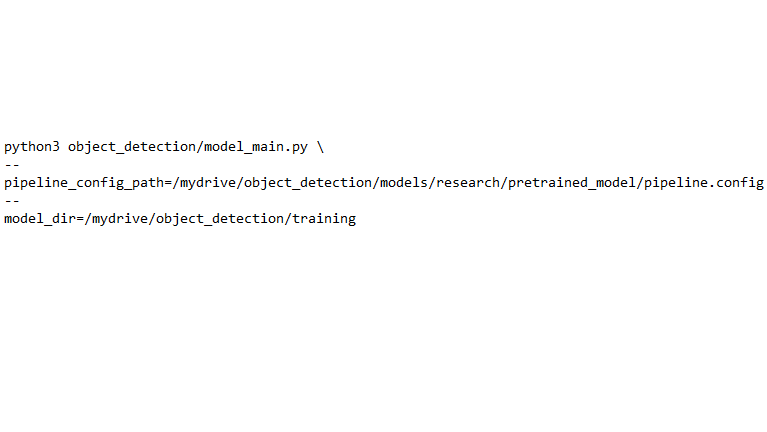 python3 object_detection/model_main.py \
--
pipeline_config_path=/mydrive/object_detection/models/research/pretrained_model/pipeline.config
--
model_dir=/mydrive/object_detection/training